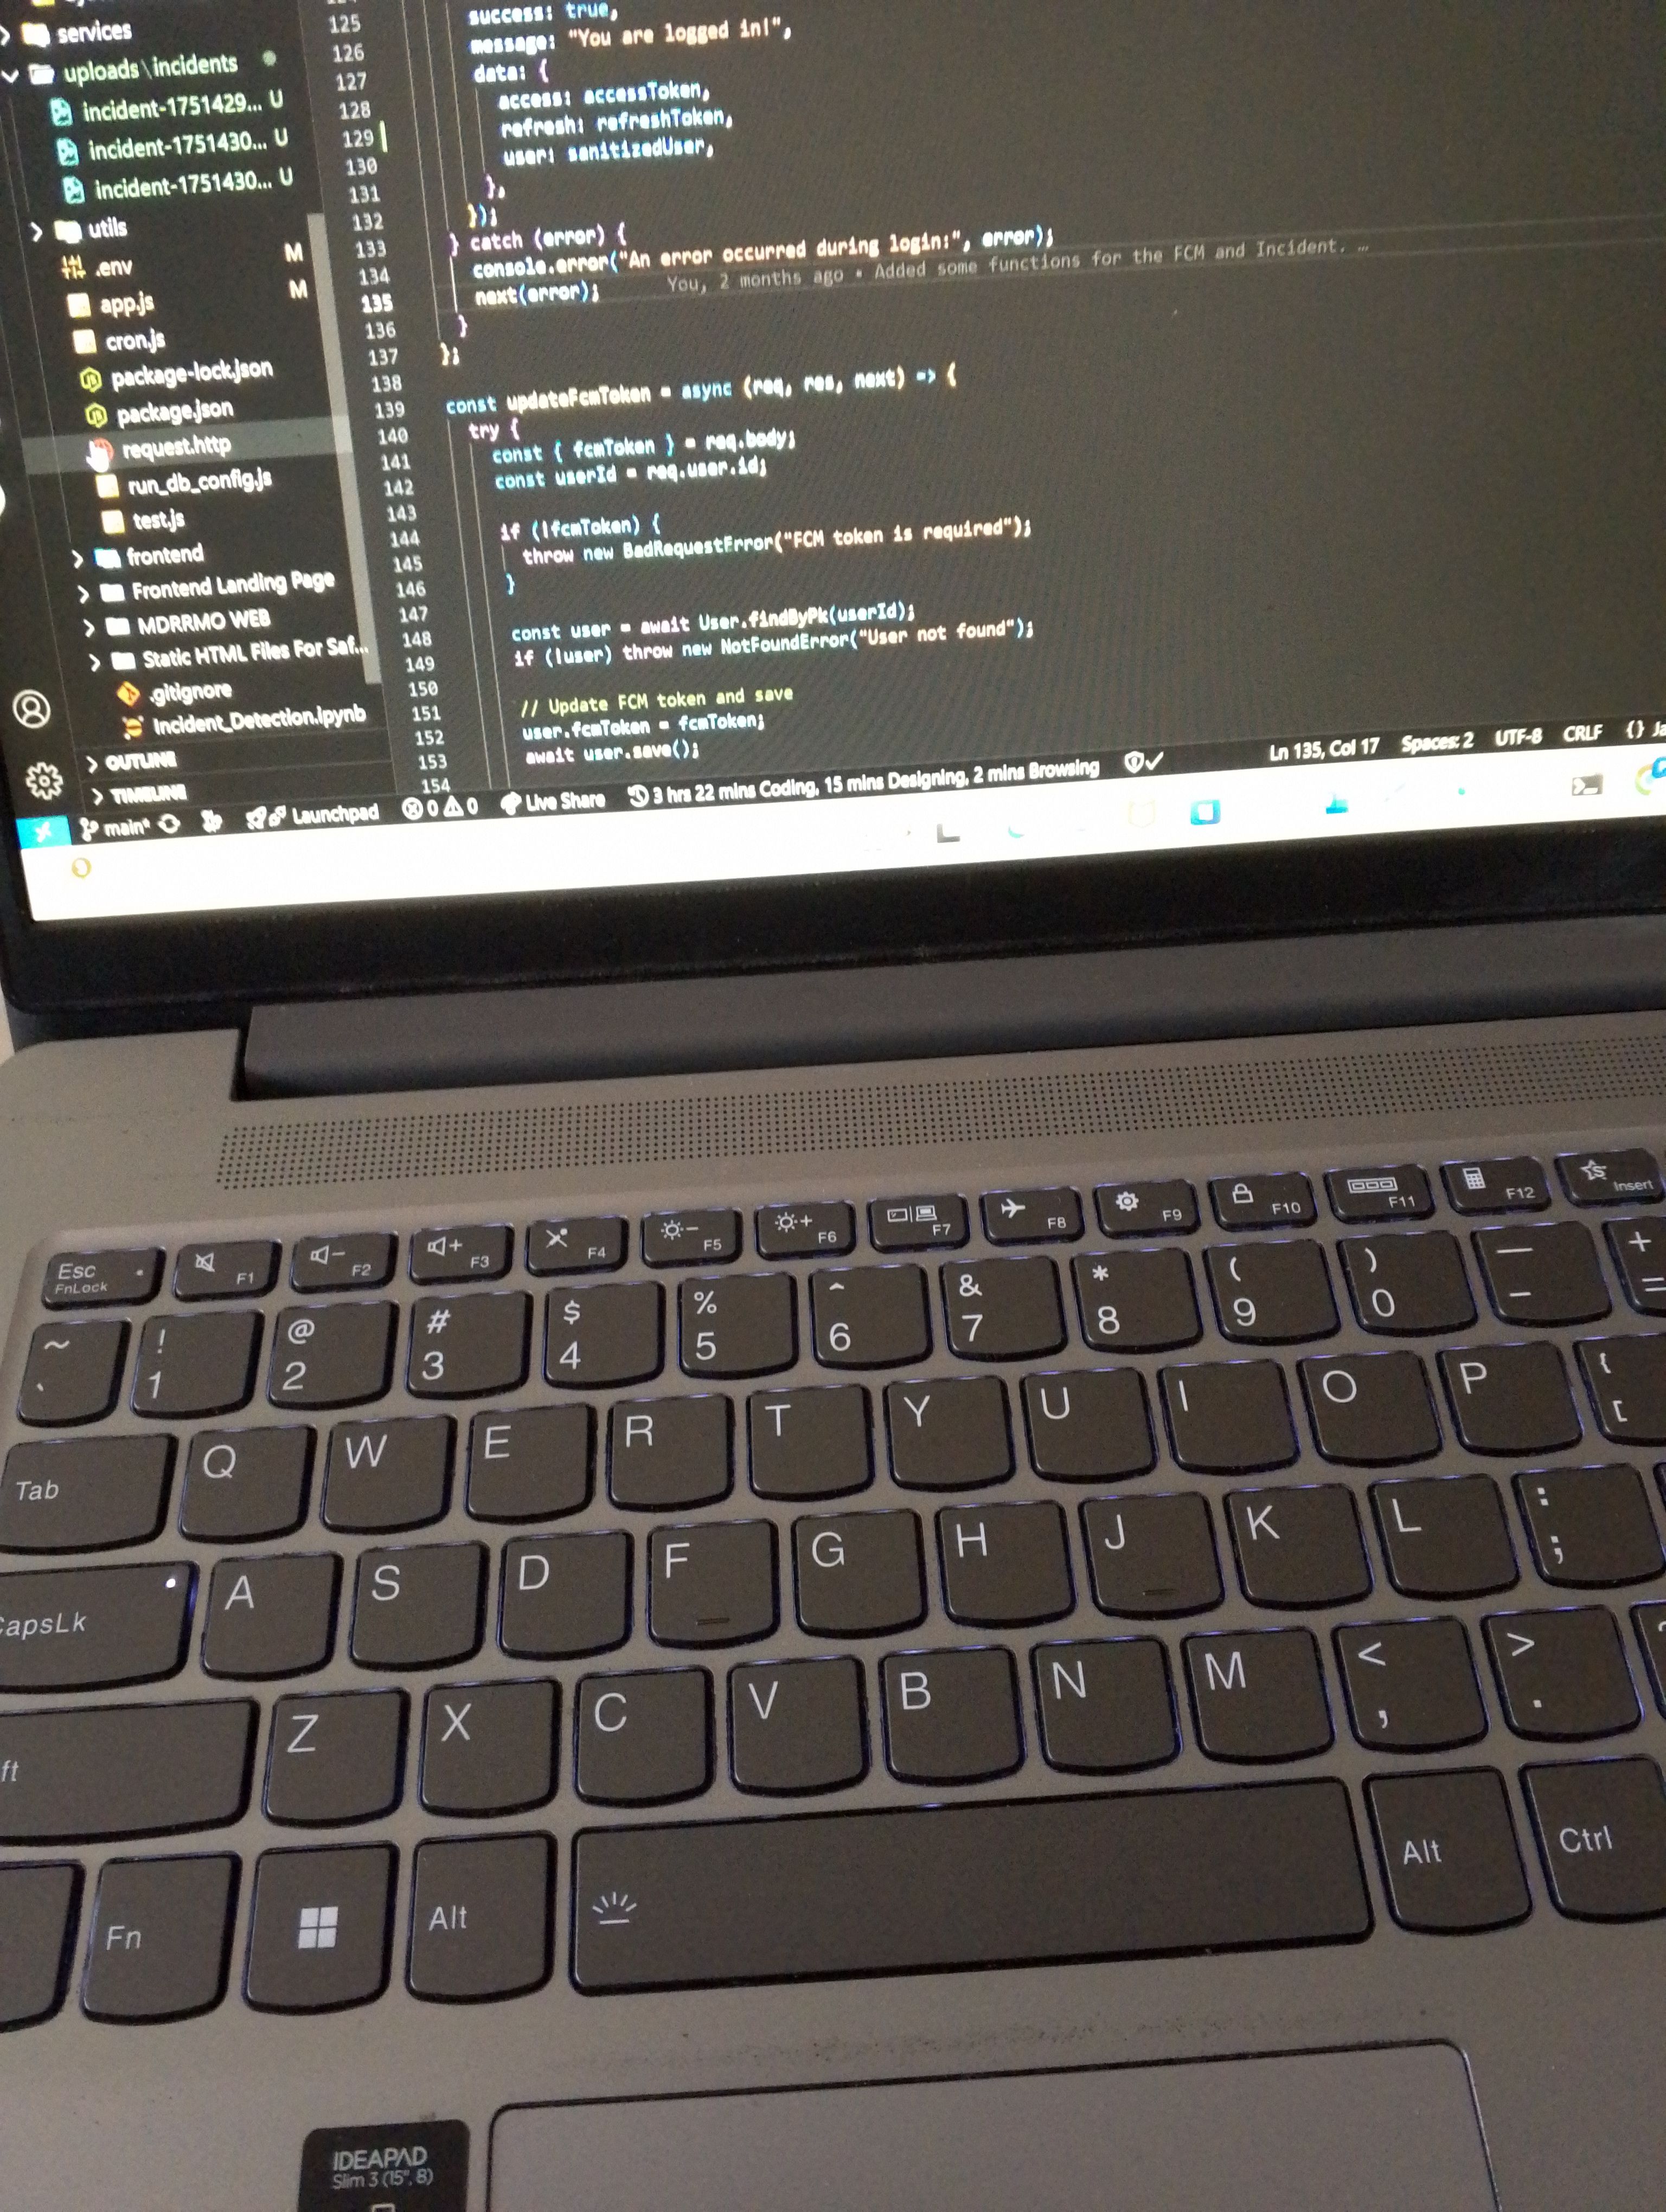 services
uploads\incidents
incident-1751429... U
incident-1751430... U
incident-1751430... U
utils
.env M
app.js M
cron.js
package-lock.json
package.json
request.http
run_db_config.js
test.js
frontend
Frontend Landing Page
MDRRMO WEB
Static HTML Files For Saf...
.gitignore
Incident_Detection.ipynb
OUTLINE
TIMELINE
125 success: true,
126 message: "You are logged in!",
127 data: {
128 access: accessToken,
129 refresh: refreshToken,
130 user: sanitizedUser,
131 },
132 });
133 } catch (error) {
134 console.error("An error occurred during login:", error);
135 next(error); You, 2 months ago • Added some functions for the FCM and Incident. …
136 }
137 };
138
139 const updateFcmToken = async (req, res, next) => {
140 try {
141 const { fcmToken } = req.body;
142 const userId = req.user.id;
143
144 if (!fcmToken) {
145 throw new BadRequestError("FCM token is required");
146 }
147
148 const user = await User.findByPk(userId);
149 if (!user) throw new NotFoundError("User not found");
150
151 // Update FCM token and save
152 user.fcmToken = fcmToken;
153 await user.save();
154
main* Launchpad 0 0 Live Share 3 hrs 22 mins Coding, 15 mins Designing, 2 mins Browsing Ln 135, Col 17 Spaces: 2 UTF-8 CRLF {} Ja
Esc FnLock F1 F2 F3 F4 F5 F6 F7 F8 F9 F10 F11 F12 Insert
~ ` ! 1 @ 2 # 3 $ 4 % 5 ^ 6 & 7 * 8 ( 9 ) 0 — - + =
Tab Q W E R T Y U I O P { [
CapsLk A S D F G H J K L : ;
ft Z X C V B N M < , > .
Fn Alt Alt Ctrl
IDEAPAD
Slim 3 (15", 8)